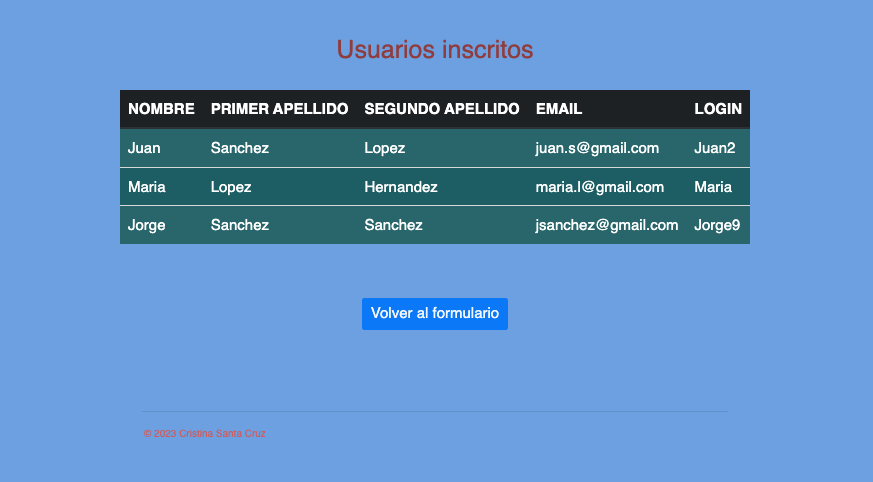 Usuarios inscritos
NOMBRE PRIMER APELLIDO SEGUNDO APELLIDO EMAIL LOGIN
Juan Sanchez Lopez juan.s@gmail.com Juan2
Maria Lopez Hernandez maria.l@gmail.com Maria
Jorge Sanchez Sanchez jsanchez@gmail.com Jorge9
Volver al formulario
© 2023 Cristina Santa Cruz